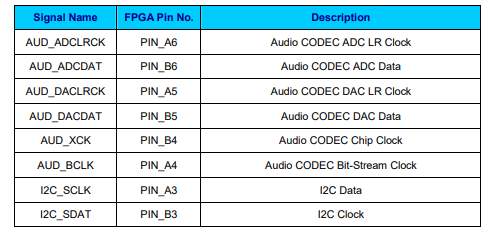 Signal Name FPGA Pin No. Description
AUD_ADCLRCK PIN_A6 Audio CODEC ADC LR Clock
AUD_ADCDAT PIN_B6 Audio CODEC ADC Data
AUD_DACLRCK PIN_A5 Audio CODEC DAC LR Clock
AUD_DACDAT PIN_B5 Audio CODEC DAC Data
AUD_XCK PIN_B4 Audio CODEC Chip Clock
AUD_BCLK PIN_A4 Audio CODEC Bit-Stream Clock
I2C_SCLK PIN_A3 I2C Data
I2C_SDAT PIN_B3 I2C Clock